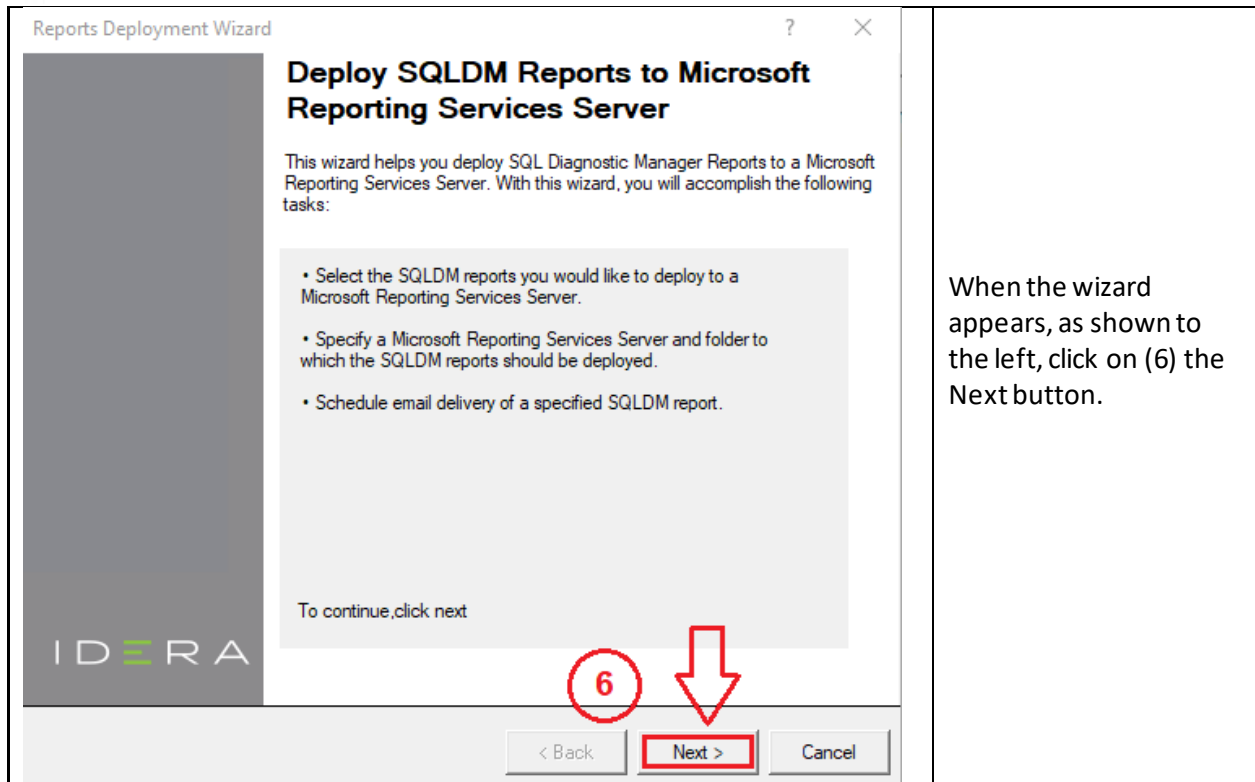 Reports Deployment Wizard
?
Deploy SQLDM Reports to Microsoft
Reporting Services Server
This wizard helps you deploy SQL Diagnostic Manager Reports to a Microsoft
Reporting Services Server. With this wizard, you will accomplish the following
tasks:
• Select the SQLDM reports you would like to deploy to a
Microsoft Reporting Services Server.
• Specify a Microsoft Reporting Services Server and folder to
which the SQLDM reports should be deployed.
• Schedule email delivery of a specified SQLDM report.
To continue,click next
IDERA
6
< Back
Next >
Cancel
When the wizard
appears, as shown to
the left, click on (6) the
Next button.